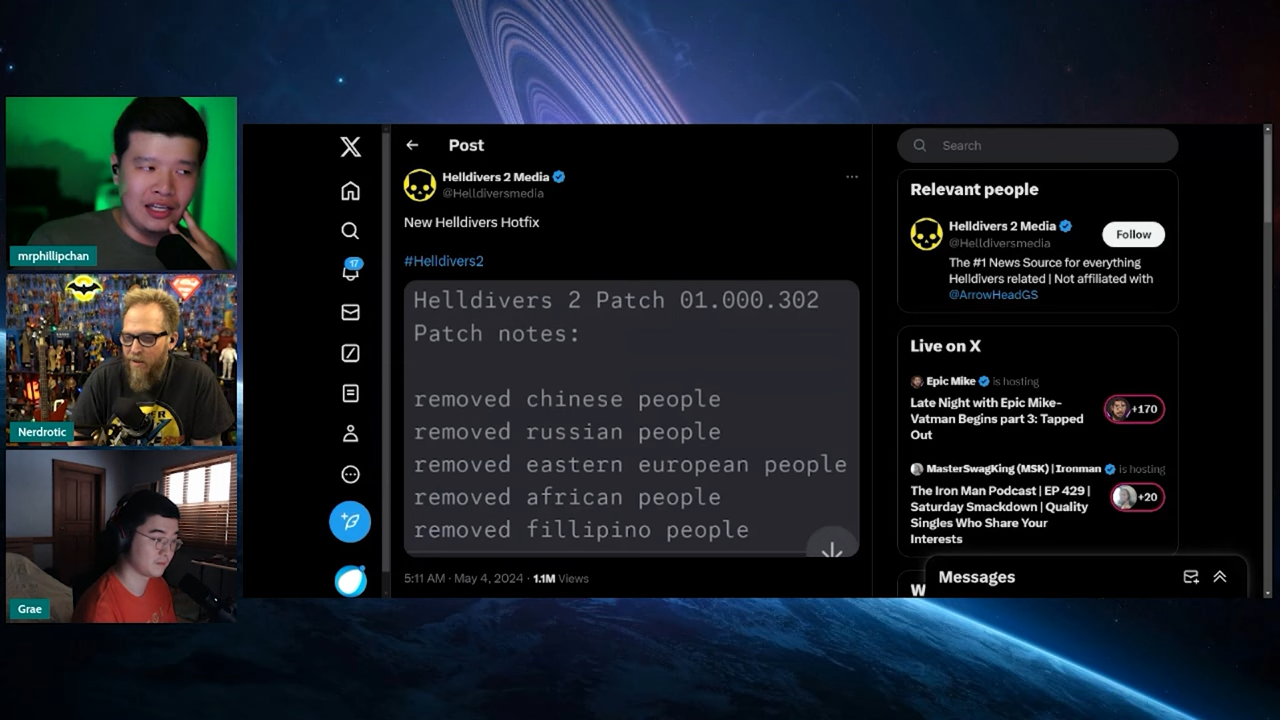 mrphillipchan
Nerdrotic
Grae
17
Post
Helldivers 2 Media
@Helldiversmedia
New Helldivers Hotfix
#Helldivers2
Helldivers 2 Patch 01.000.302
Patch notes:
removed chinese people
removed russian people
removed eastern european people
removed african people
removed fillipino people
5:11 AM · May 4, 2024 · 1.1M Views
Search
Relevant people
Helldivers 2 Media
@Helldiversmedia
Follow
The #1 News Source for everything
Helldivers related | Not affiliated with
@ArrowHeadGS
Live on X
Epic Mike is hosting
Late Night with Epic Mike-
Vatman Begins part 3: Tapped
Out
+170
MasterSwagKing (MSK) | Ironman is hosting
The Iron Man Podcast | EP 429 |
Saturday Smackdown | Quality
Singles Who Share Your
Interests
+20
Messages
W